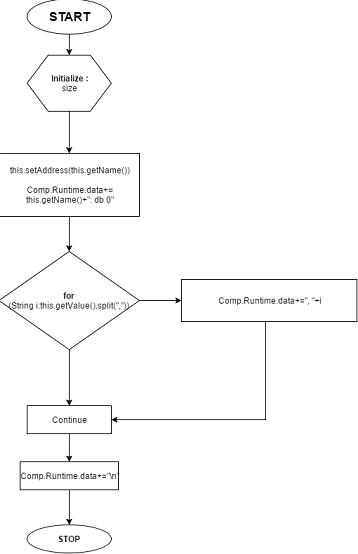 START
Initialize :
size
this.setAddress(this.getName())
Comp.Runtime.data+=
this.getName()+": db 0"
for
(String i:this.getValue().split(","))
Comp.Runtime.data+=", "+i
Continue
Comp.Runtime.data+="\n"
STOP